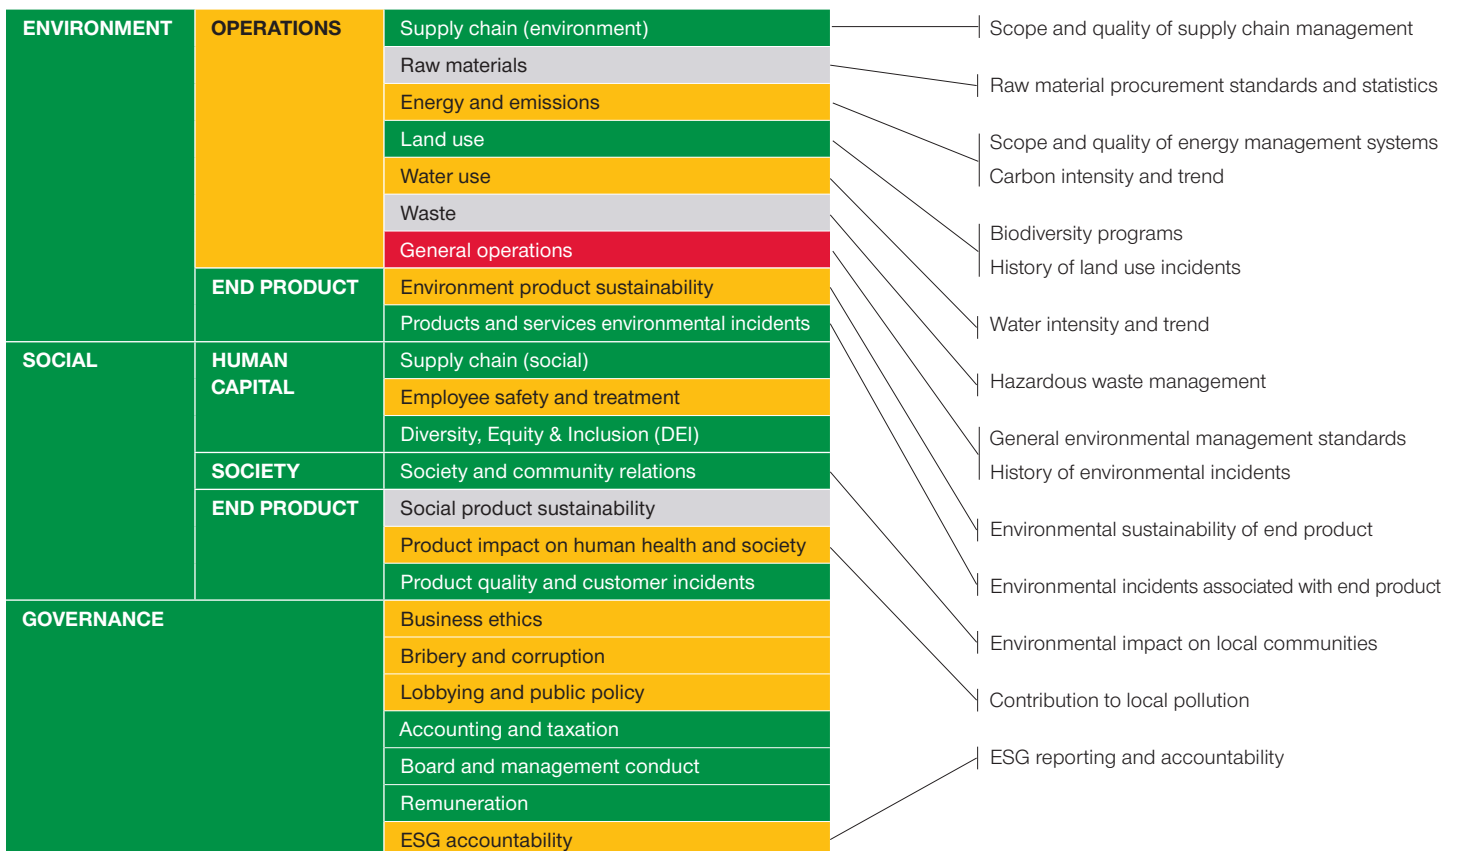 ENVIRONMENT
OPERATIONS
Supply chain (environment)
Raw materials
Energy and emissions
Land use
Water use
Waste
General operations
END PRODUCT
Environment product sustainability
Products and services environmental incidents
SOCIAL
HUMAN
CAPITAL
Supply chain (social)
Employee safety and treatment
Diversity, Equity & Inclusion (DEI)
SOCIETY
Society and community relations
END PRODUCT
Social product sustainability
Product impact on human health and society
Product quality and customer incidents
GOVERNANCE
Business ethics
Bribery and corruption
Lobbying and public policy
Accounting and taxation
Board and management conduct
Remuneration
ESG accountability
Scope and quality of supply chain management
Raw material procurement standards and statistics
Scope and quality of energy management systems
Carbon intensity and trend
Biodiversity programs
History of land use incidents
Water intensity and trend
Hazardous waste management
General environmental management standards
History of environmental incidents
Environmental sustainability of end product
Environmental incidents associated with end product
Environmental impact on local communities
Contribution to local pollution
ESG reporting and accountability